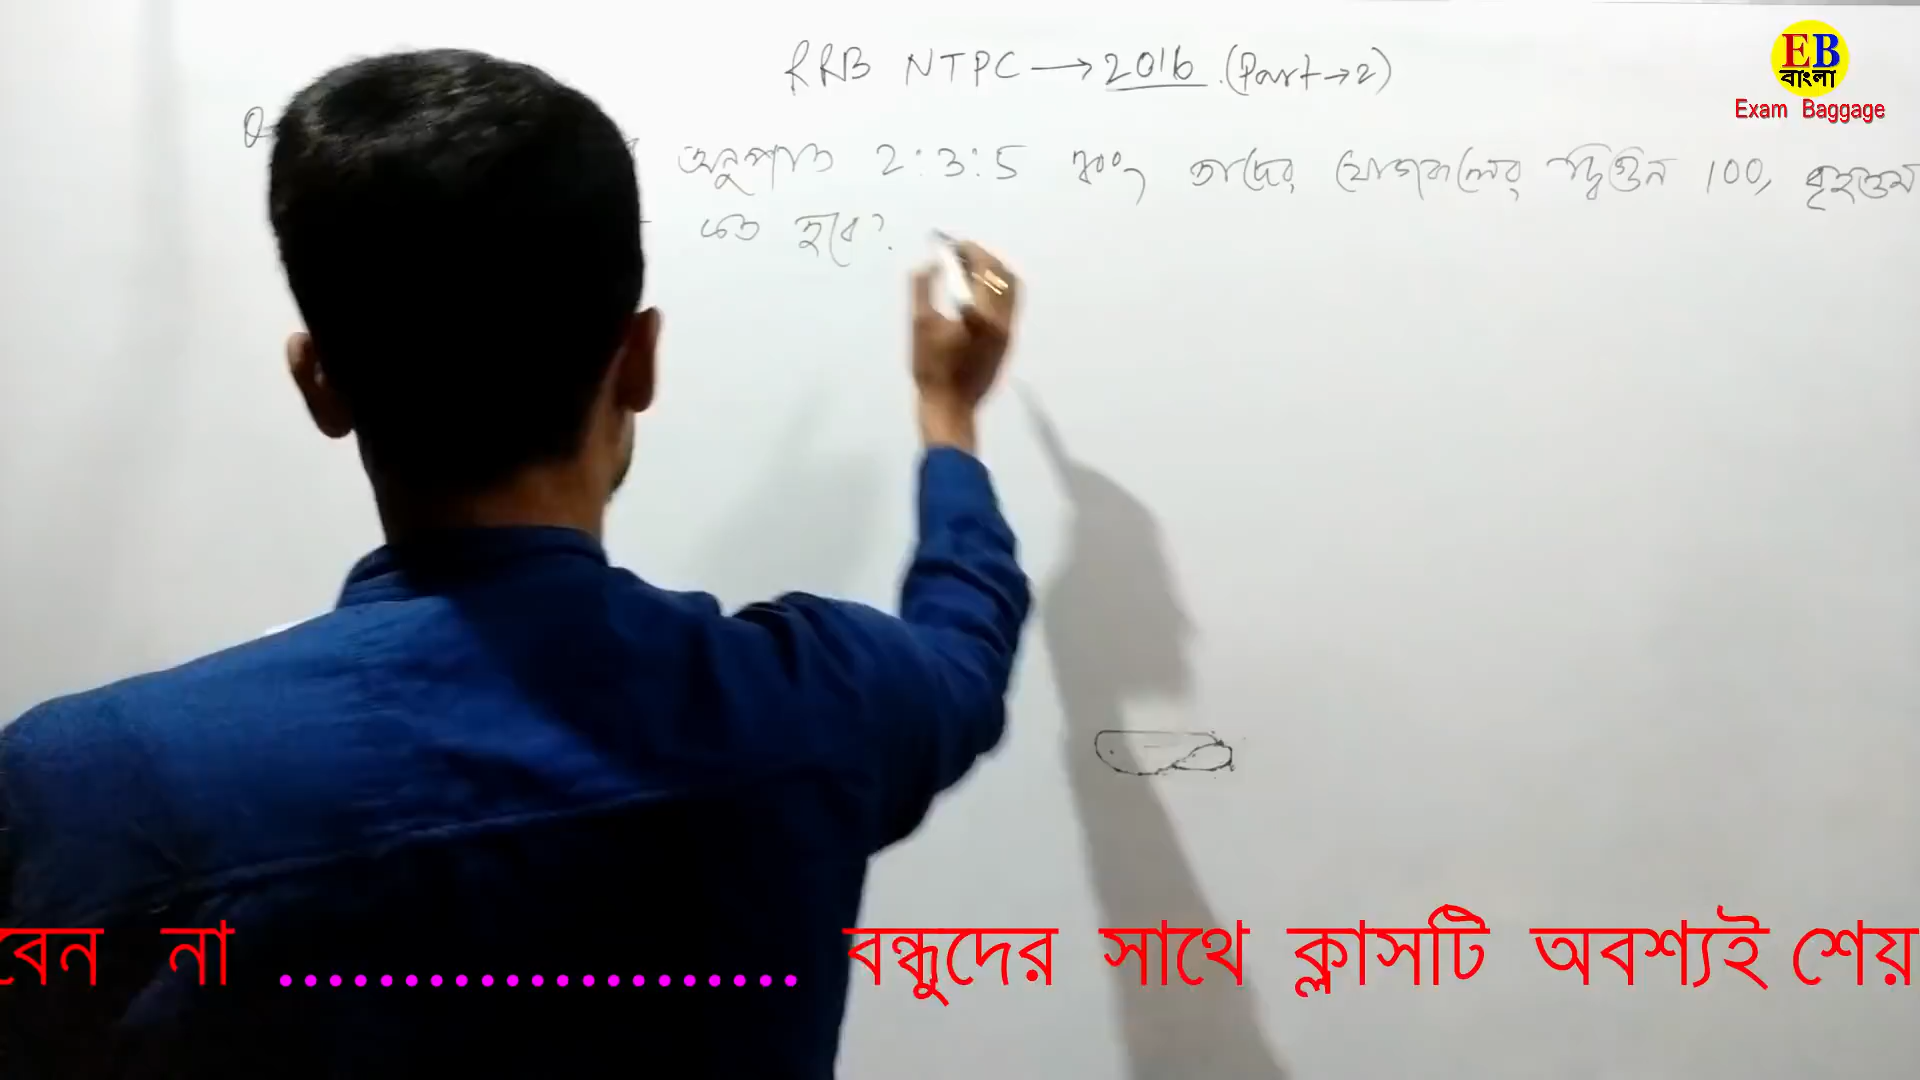 RRB NTPC → 2016 (Part → 2)
EB
বাংলা
Exam Baggage
অনুপাত 2:3:5 এবং তাদের যোগফলের দ্বিগুন 100, বৃহত্তম
কত হবে?
বেন না .................... বন্ধুদের সাথে ক্লাসটি অবশ্যই শেয়